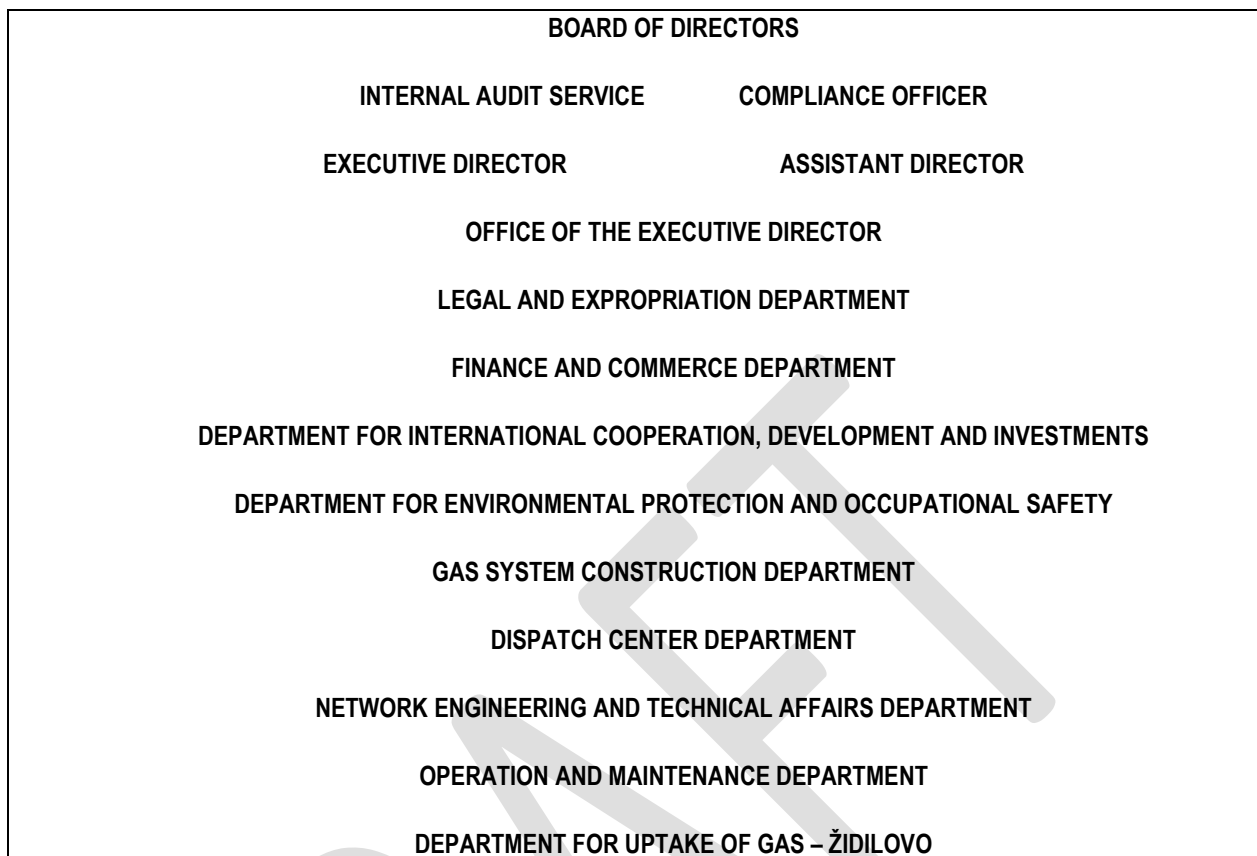 BOARD OF DIRECTORS
INTERNAL AUDIT SERVICE COMPLIANCE OFFICER
EXECUTIVE DIRECTOR ASSISTANT DIRECTOR
OFFICE OF THE EXECUTIVE DIRECTOR
LEGAL AND EXPROPRIATION DEPARTMENT
FINANCE AND COMMERCE DEPARTMENT
DEPARTMENT FOR INTERNATIONAL COOPERATION, DEVELOPMENT AND INVESTMENTS
DEPARTMENT FOR ENVIRONMENTAL PROTECTION AND OCCUPATIONAL SAFETY
GAS SYSTEM CONSTRUCTION DEPARTMENT
DISPATCH CENTER DEPARTMENT
NETWORK ENGINEERING AND TECHNICAL AFFAIRS DEPARTMENT
OPERATION AND MAINTENANCE DEPARTMENT
DEPARTMENT FOR UPTAKE OF GAS – ŽIDILOVO